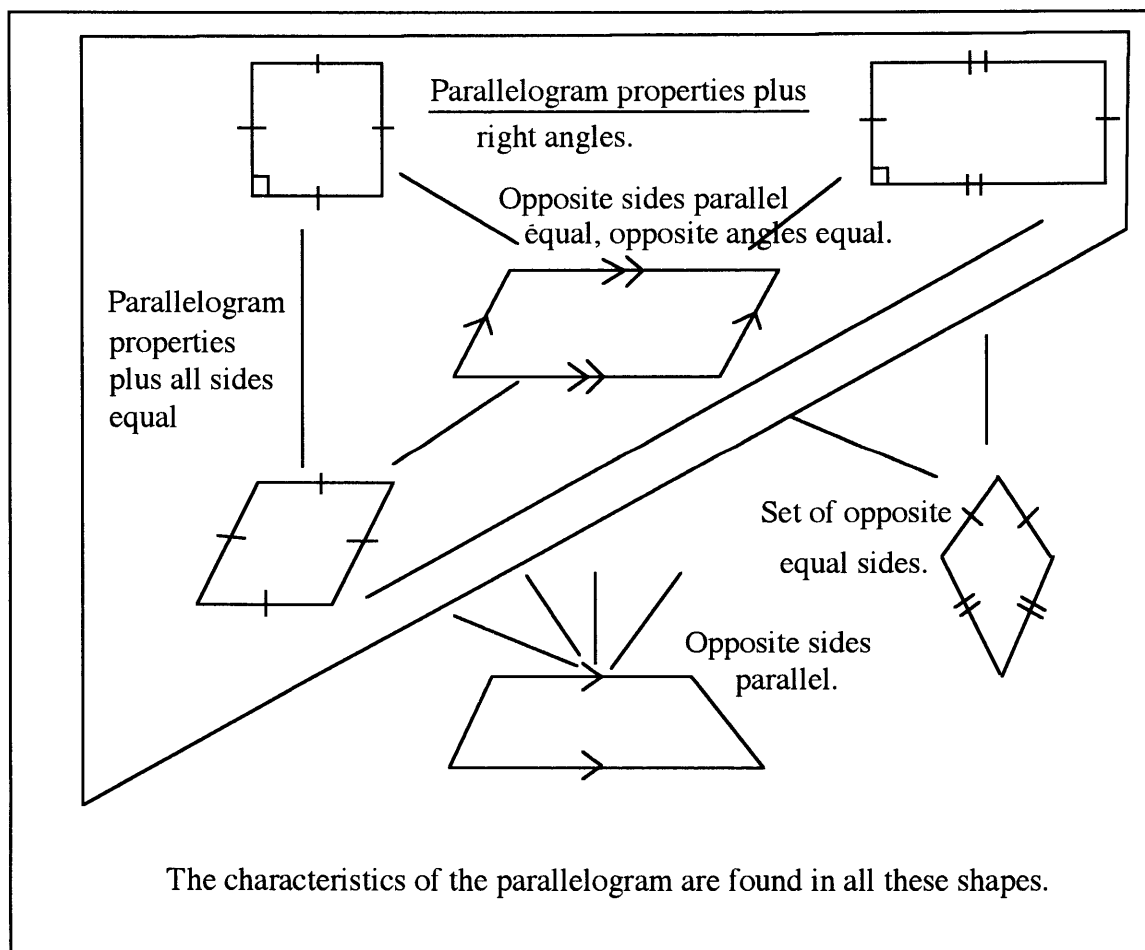 Parallelogram properties plus
right angles.
Opposite sides parallel
equal, opposite angles equal.
Parallelogram
properties
plus all sides
equal
Set of opposite
equal sides.
Opposite sides
parallel.
The characteristics of the parallelogram are found in all these shapes.